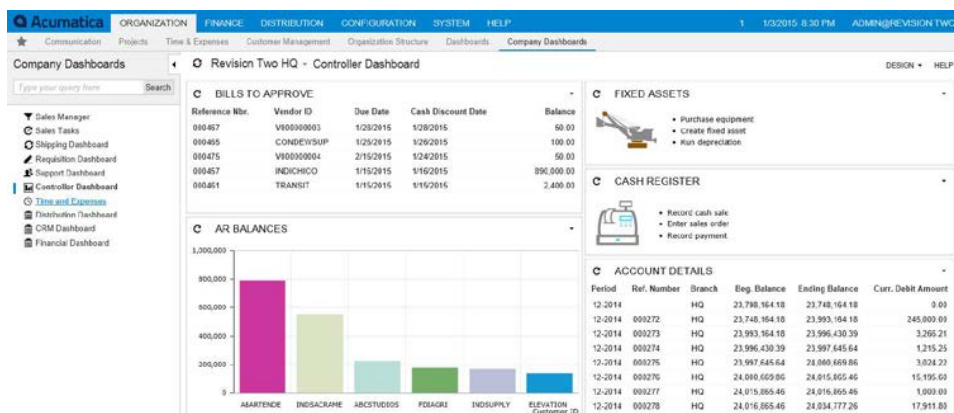 Acumatica ORGANIZATION FINANCE DISTRIBUTION CONFIGURATION SYSTEM HELP 1 1/3/2015 8:30 PM ADMIN@REVISION TWO
Communication Projects Time & Expenses Customer Management Organization Structure Dashboards Company Dashboards
Company Dashboards
Type your query here Search
Sales Manager
Sales Tasks
Shipping Dashboard
Requisition Dashboard
Support Dashboard
Controller Dashboard
Time and Expenses
Distribution Dashboard
CRM Dashboard
Financial Dashboard
Revision Two HQ - Controller Dashboard DESIGN HELP
BILLS TO APPROVE
Reference Nbr. Vendor ID Due Date Cash Discount Date Balance
000467 V000000003 1/28/2015 50.00
000465 CONDEWSUP 1/25/2015 1/26/2015 100.00
000475 V000000004 2/15/2015 1/24/2015 50.00
000457 INDICHICO 1/15/2015 1/16/2015 890,000.00
000461 TRANSIT 1/15/2015 1/15/2015 2,400.00
AR BALANCES
1,000,000
800,000
600,000
400,000
200,000
0
ABARTENDE INDSACRAME ABCSTUDIOS FDIAGRI INDSUPPLY ELEVATION
Customer ID
FIXED ASSETS
Purchase equipment
Create fixed asset
Run depreciation
CASH REGISTER
Record cash sale
Enter sales order
Record payment
ACCOUNT DETAILS
Period Ref. Number Branch Beg. Balance Ending Balance Curr. Debit Amount
12-2014 HQ 23,748,164.18 0.00
12-2014 000272 HQ 23,748,164.18 23,993,164.18 245,000.00
12-2014 000273 HQ 23,993,164.18 23,996,430.39 3,266.21
12-2014 000274 HQ 23,996,430.39 23,997,645.64 1,215.25
12-2014 000275 HQ 23,997,645.64 24,000,669.86 3,024.22
12-2014 000276 HQ 24,000,669.86 24,015,865.46 15,195.60
12-2014 000277 HQ 24,015,865.46 24,016,865.46 1,000.00
12-2014 000278 HQ 24,016,865.46 24,034,777.26 17,911.80